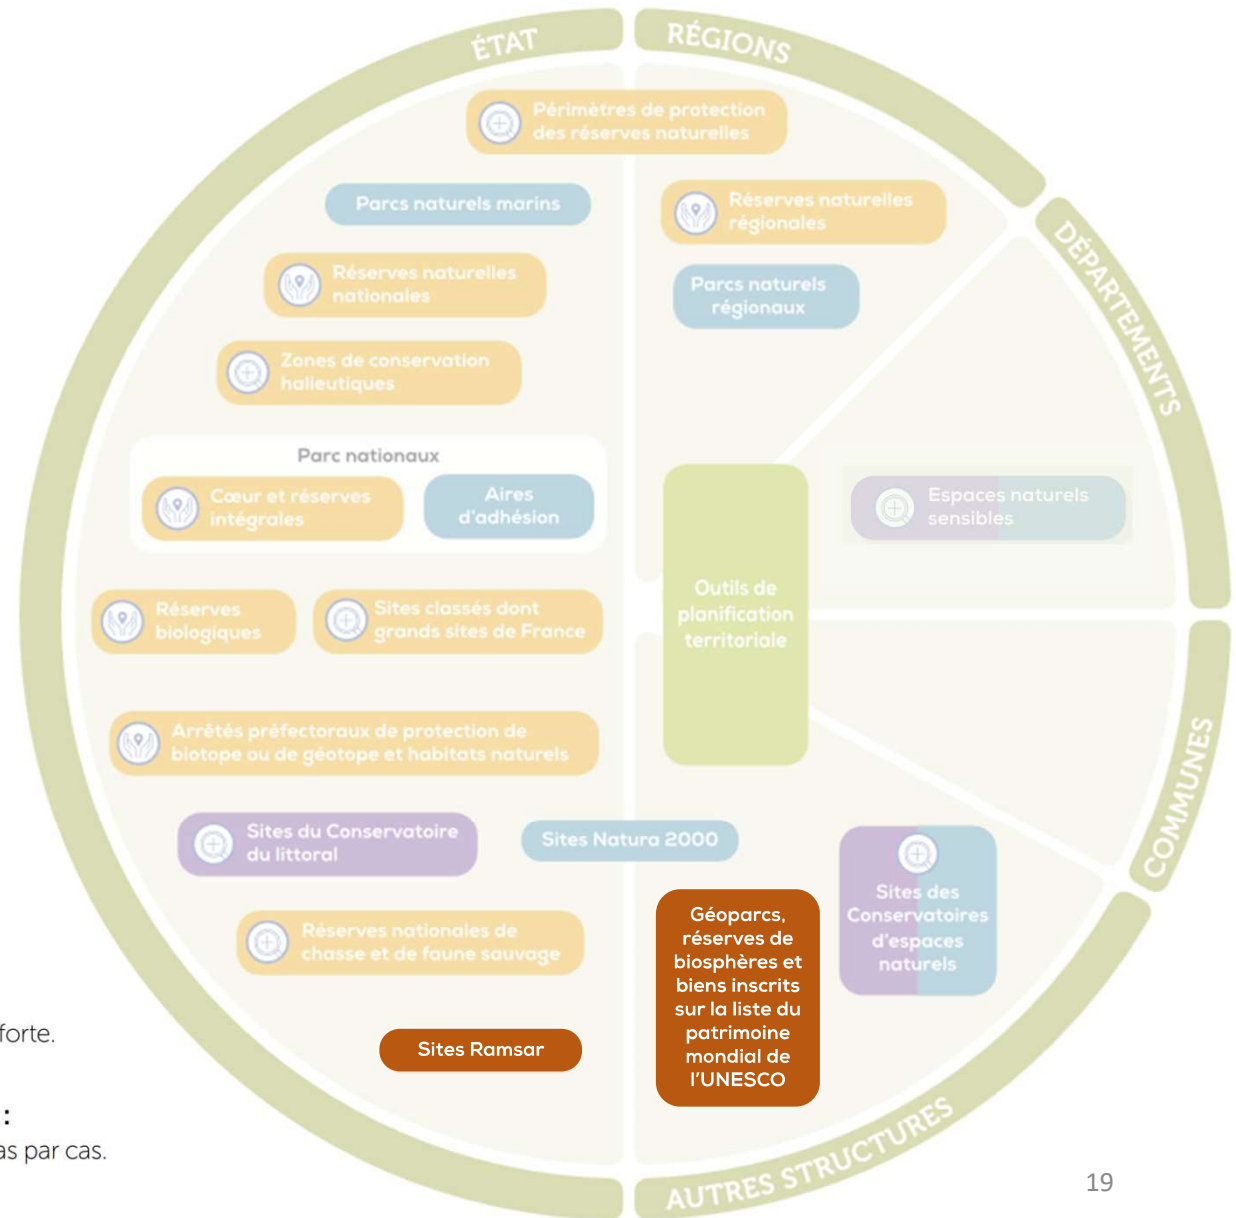 ÉTAT
RÉGIONS
DÉPARTEMENTS
COMMUNES
AUTRES STRUCTURES
Périmètres de protection
des réserves naturelles
Parcs naturels marins
Réserves naturelles
régionales
Réserves naturelles
nationales
Parcs naturels
régionaux
Zones de conservation
halieutiques
Parc nationaux
Cœur et réserves
intégrales
Aires
d'adhésion
Espaces naturels
sensibles
Outils de
planification
territoriale
Réserves
biologiques
Sites classés dont
grands sites de France
Arrêtés préfectoraux de protection de
biotope ou de géotope et habitats naturels
Sites du Conservatoire
du littoral
Sites Natura 2000
Sites des
Conservatoires
d'espaces
naturels
Réserves nationales de
chasse et de faune sauvage
Géoparcs,
réserves de
biosphères et
biens inscrits
sur la liste du
patrimoine
mondial de
l'UNESCO
Sites Ramsar
forte.
:
par cas.
19